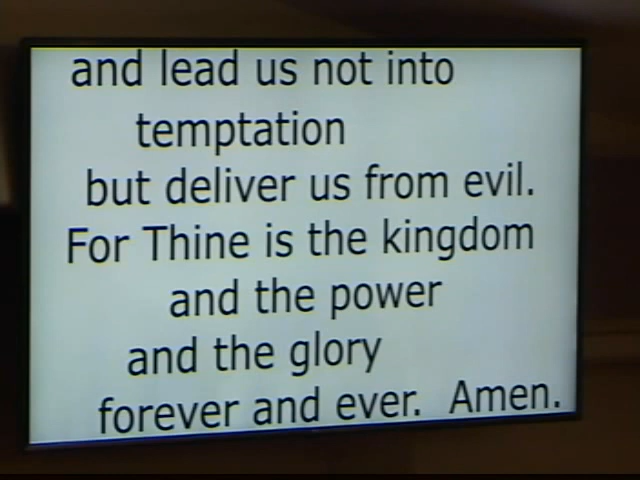 and lead us not into
temptation
but deliver us from evil.
For Thine is the kingdom
and the power
and the glory
forever and ever. Amen.